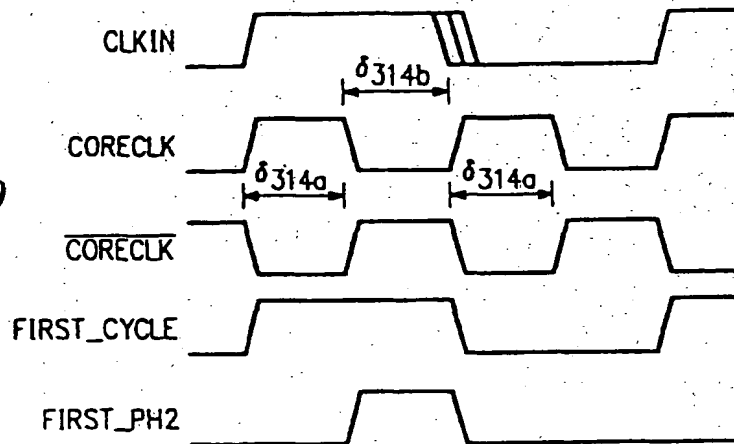 CLKIN
δ314b
CORECLK
δ314a δ314a
CORECLK
FIRST_CYCLE
FIRST_PH2